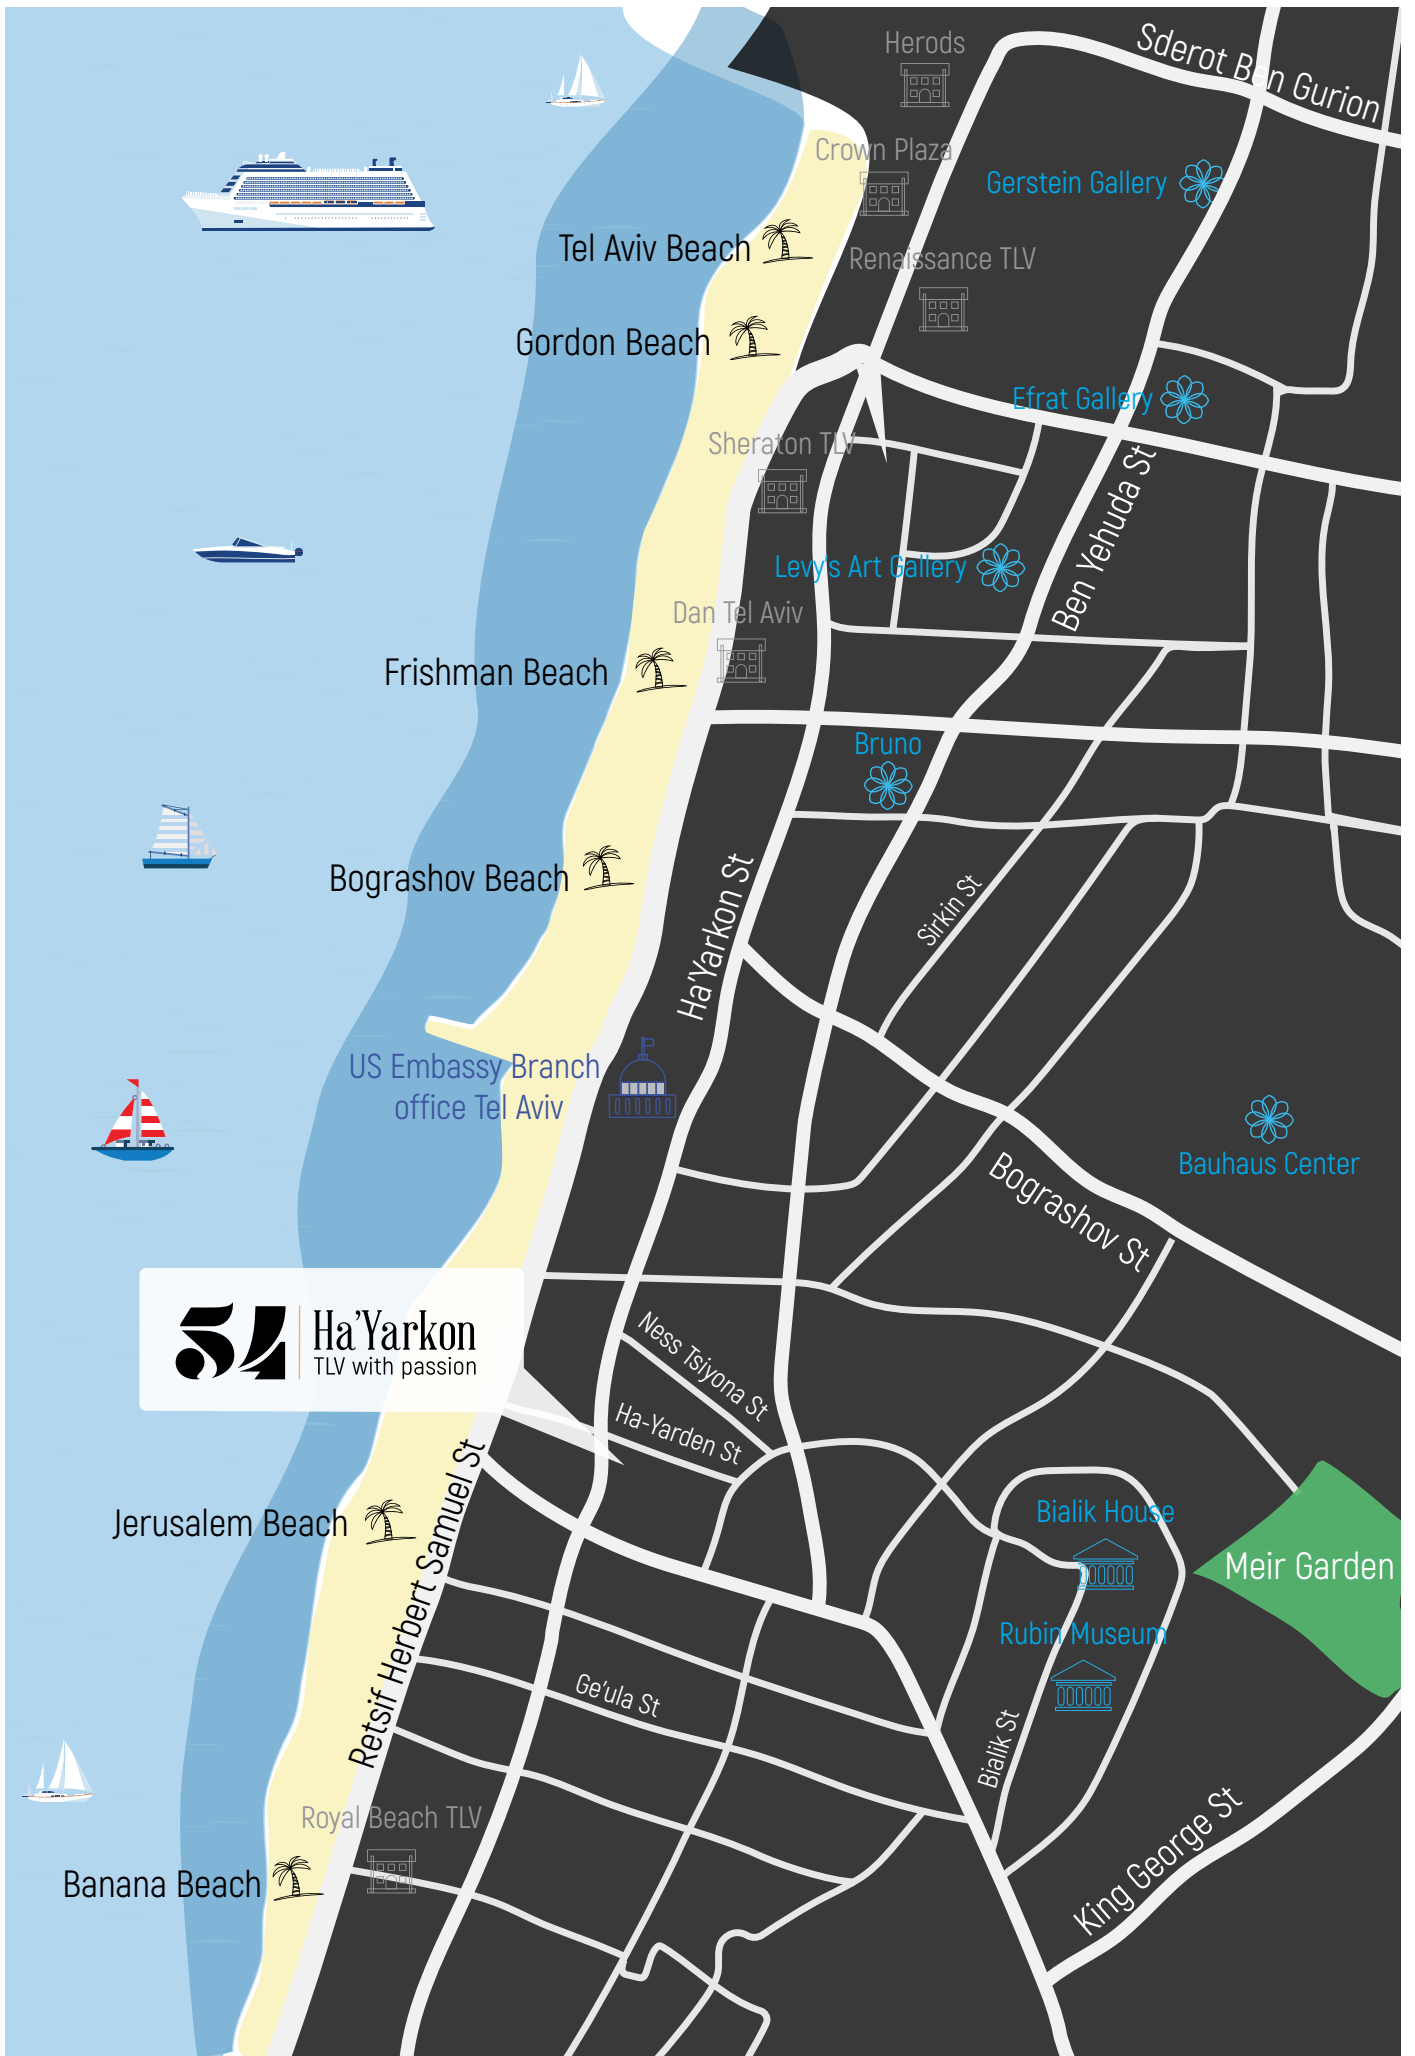 Herods
Sderot Ben Gurion
Crown Plaza
Gerstein Gallery
Tel Aviv Beach
Renaissance TLV
Gordon Beach
Efrat Gallery
Sheraton TLV
Ben Yehuda St
Levy's Art Gallery
Dan Tel Aviv
Frishman Beach
Bruno
Bograshov Beach
Ha'Yarkon St
Sirkin St
US Embassy Branch
office Tel Aviv
Bauhaus Center
Bograshov St
54
Ha'Yarkon
TLV with passion
Ness Tsiyona St
Ha-Yarden St
Retsif Herbert Samuel St
Jerusalem Beach
Bialik House
Meir Garden
Rubin Museum
Ge'ula St
Bialik St
King George St
Royal Beach TLV
Banana Beach